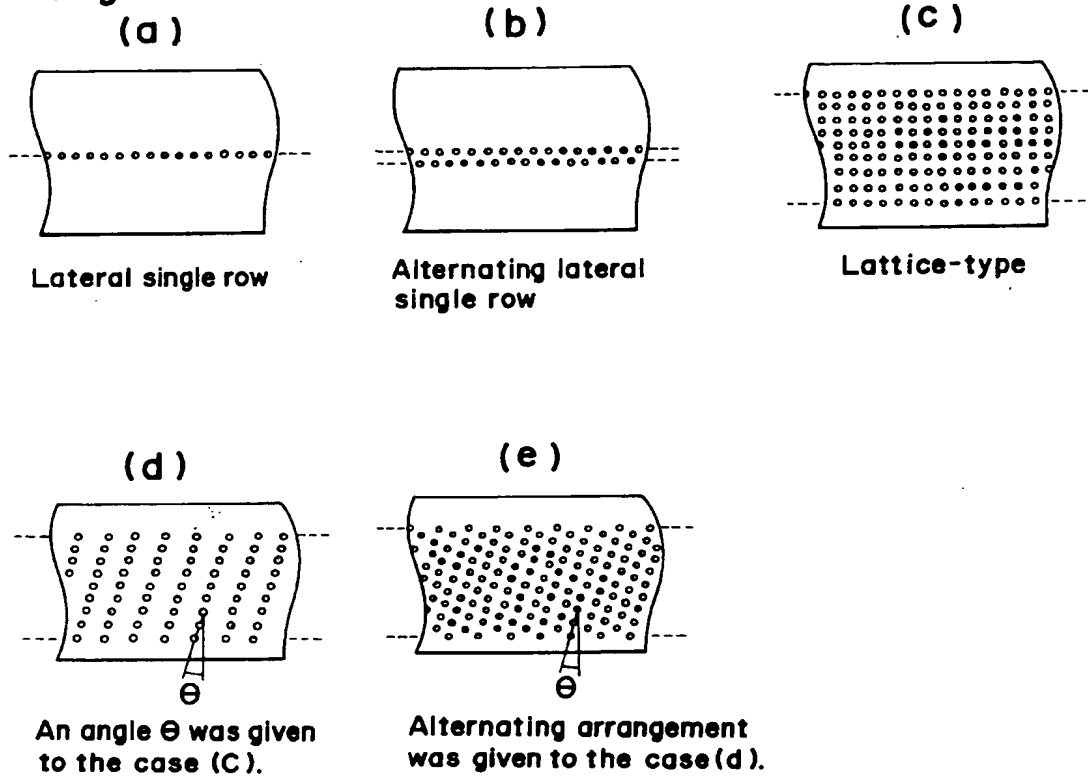 (a)
(b)
(c)
Lateral single row
Alternating lateral
single row
Lattice-type
(d)
(e)
θ
θ
An angle θ was given
to the case (C).
Alternating arrangement
was given to the case (d).